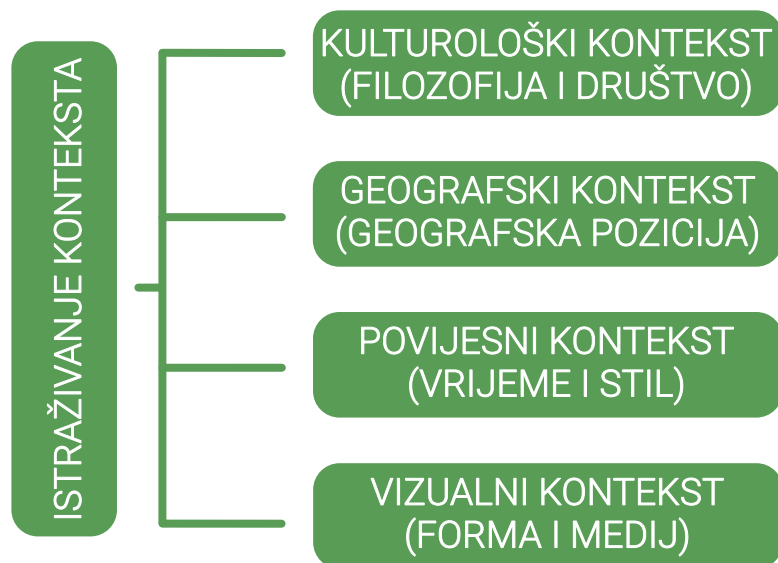 ISTRAŽIVANJE KONTEKSTA
KULTUROLOŠKI KONTEKST
(FILOZOFIJA I DRUŠTVO)
GEOGRAFSKI KONTEKST
(GEOGRAFSKA POZICIJA)
POVIJESNI KONTEKST
(VRIJEME I STIL)
VIZUALNI KONTEKST
(FORMA I MEDIJ)